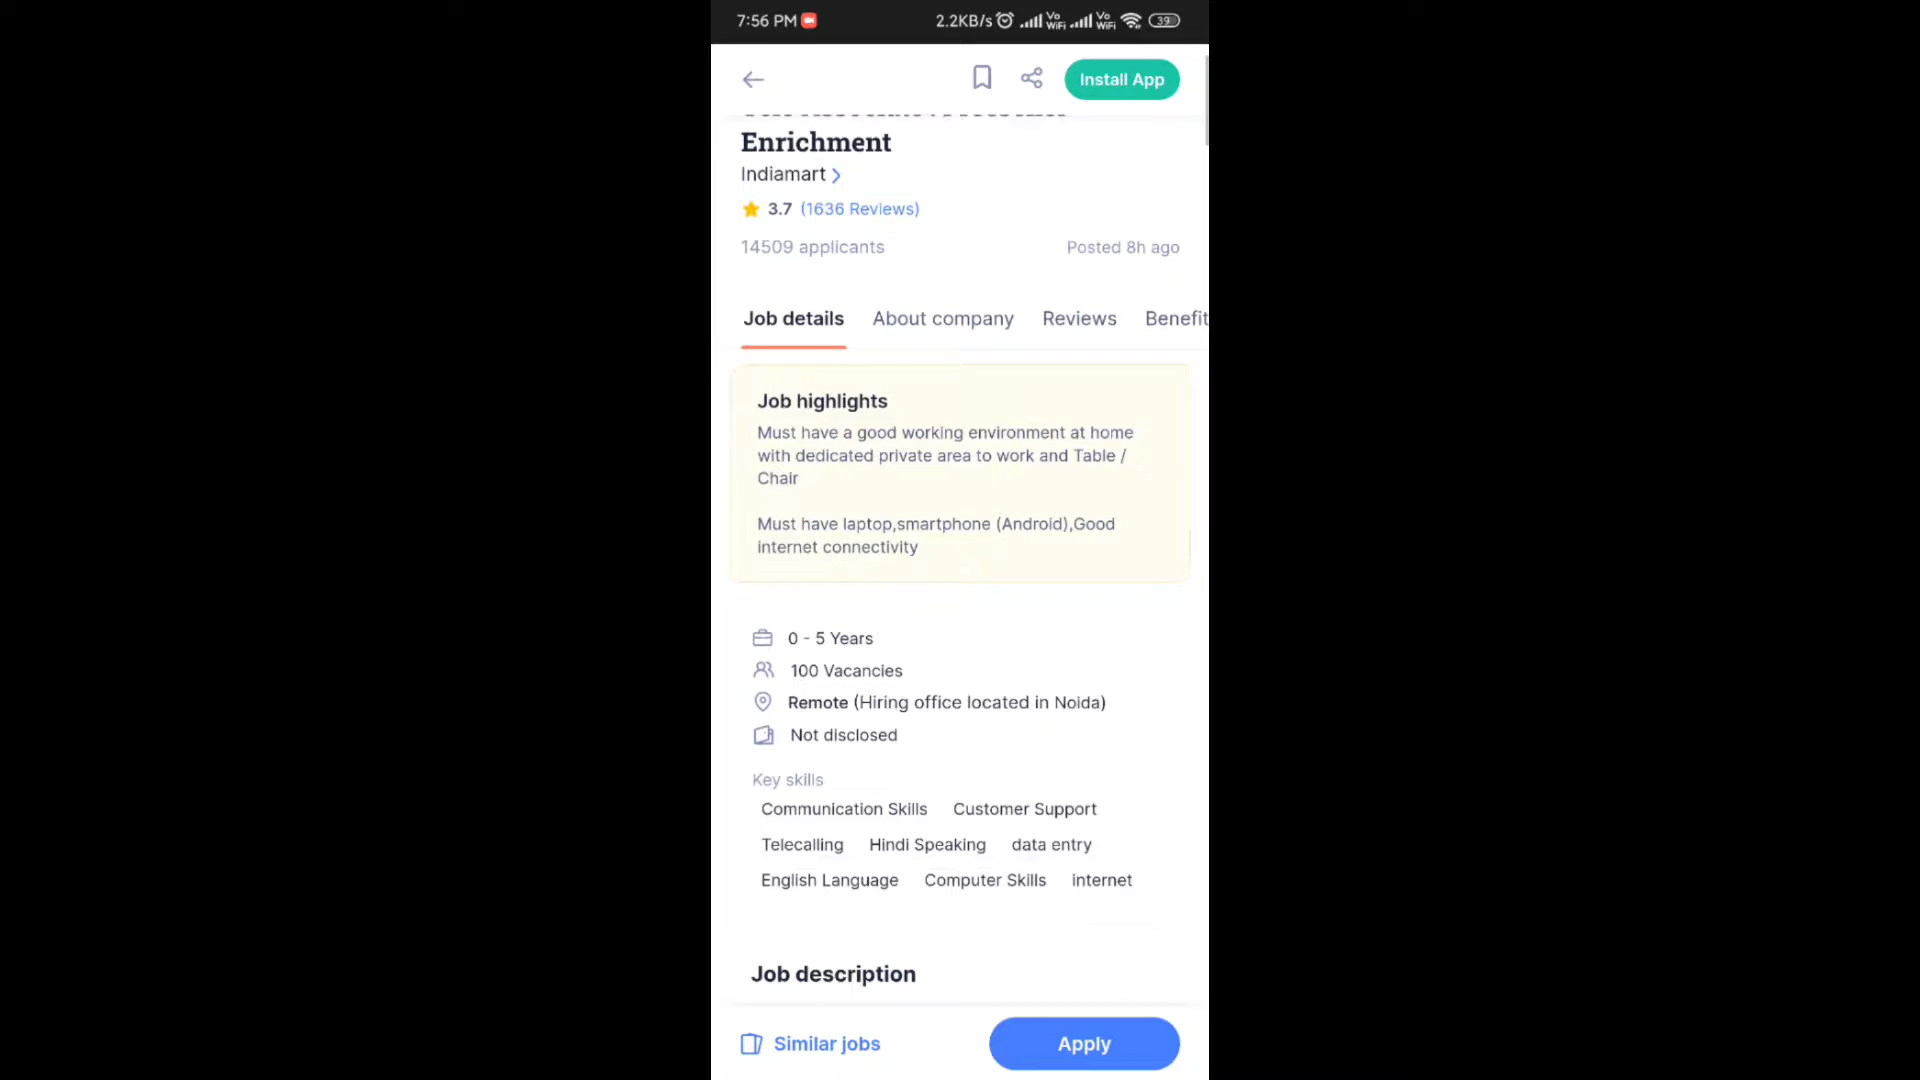 7:56 PM 2.2KB/s Vo WiFi Vo WiFi 39
Install App
Enrichment
Indiamart
3.7 (1636 Reviews)
14509 applicants Posted 8h ago
Job details About company Reviews Benefit
Job highlights
Must have a good working environment at home
with dedicated private area to work and Table /
Chair
Must have laptop,smartphone (Android),Good
internet connectivity
0 - 5 Years
100 Vacancies
Remote (Hiring office located in Noida)
Not disclosed
Key skills
Communication Skills Customer Support
Telecalling Hindi Speaking data entry
English Language Computer Skills internet
Job description
Similar jobs Apply